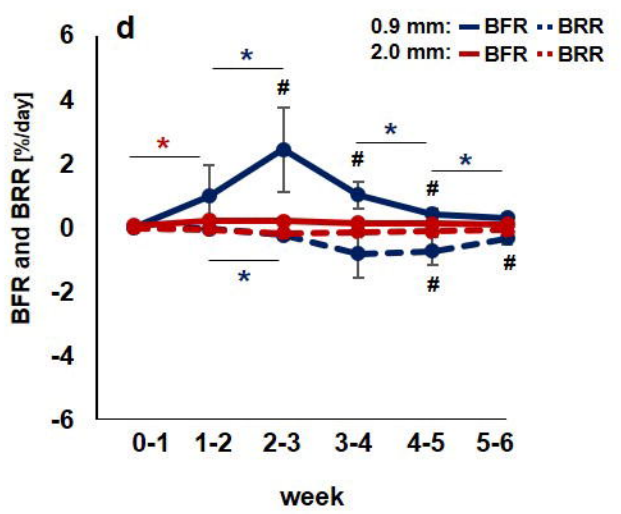 d
0.9 mm: BFR BRR
2.0 mm: BFR BRR
BFR and BRR [%/day]
6
4
2
0
-2
-4
-6
*
*
#
#
*
#
*
*
#
#
0-1 1-2 2-3 3-4 4-5 5-6
week